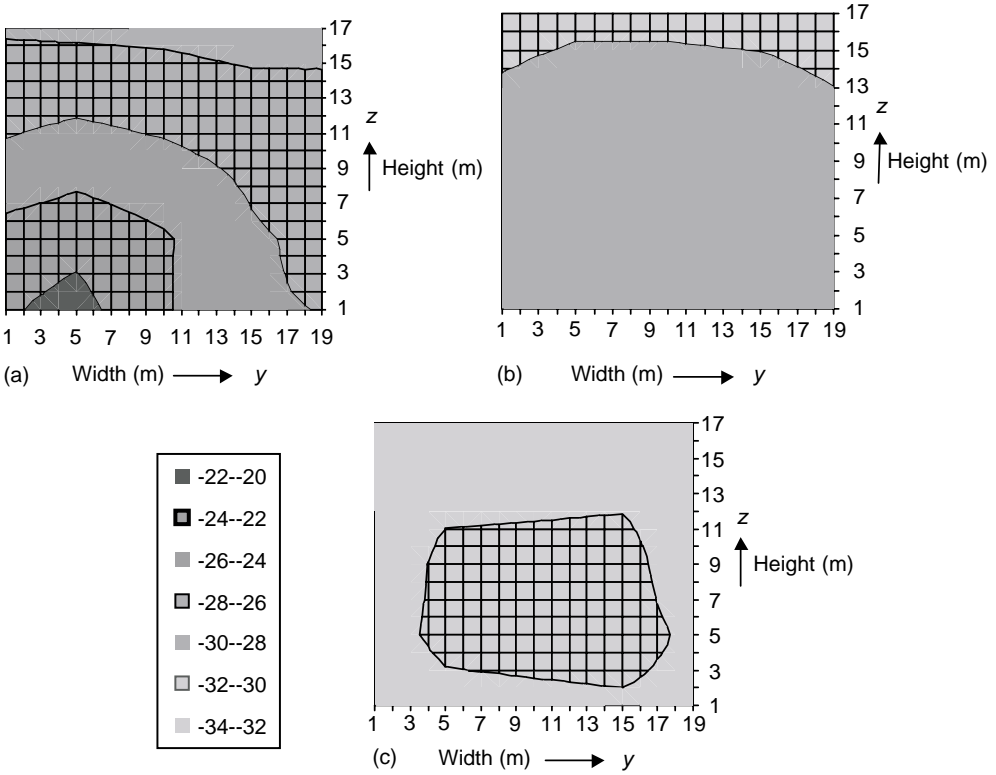 17
15
13
11
9
7
5
3
1
z
Height (m)
1 3 5 7 9 11 13 15 17 19
(a) Width (m) y
17
15
13
11
9
7
5
3
1
z
Height (m)
1 3 5 7 9 11 13 15 17 19
(b) Width (m) y
-22--20
-24--22
-26--24
-28--26
-30--28
-32--30
-34--32
17
15
13
11
9
7
5
3
1
z
Height (m)
1 3 5 7 9 11 13 15 17 19
(c) Width (m) y